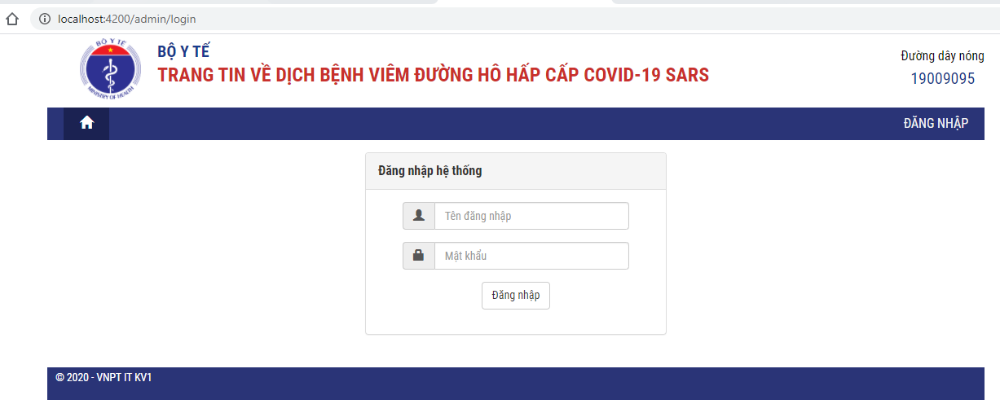 localhost:4200/admin/login
BỘ Y TẾ
MINISTRY OF HEALTH
BỘ Y TẾ
TRANG TIN VỀ DỊCH BỆNH VIÊM ĐƯỜNG HÔ HẤP CẤP COVID-19 SARS
Đường dây nóng
19009095
ĐĂNG NHẬP
Đăng nhập hệ thống
Tên đăng nhập
Mật khẩu
Đăng nhập
© 2020 - VNPT IT KV1